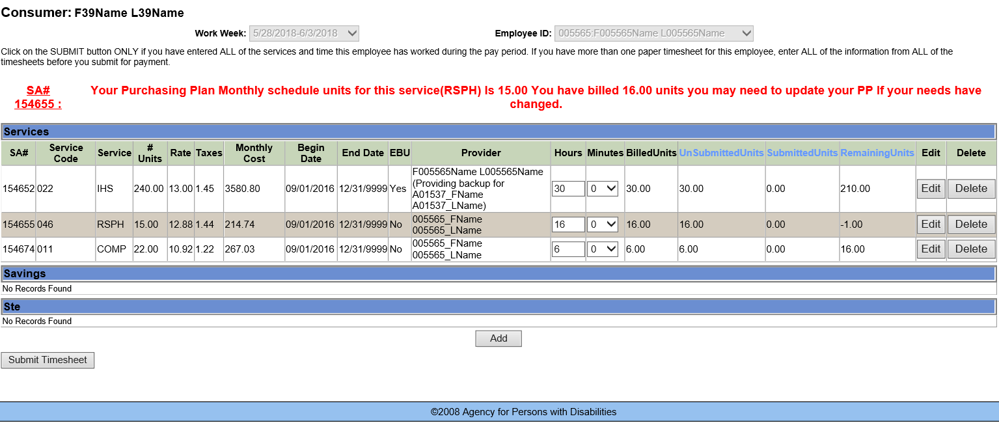 Consumer: F39Name L39Name
Work Week: 5/28/2018-6/3/2018 Employee ID: 005565:F005565Name L005565Name
Click on the SUBMIT button ONLY if you have entered ALL of the services and time this employee has worked during the pay period. If you have more than one paper timesheet for this employee, enter ALL of the information from ALL of the
timesheets before you submit for payment.
SA# Your Purchasing Plan Monthly schedule units for this service(RSPH) Is 15.00 You have billed 16.00 units you may need to update your PP If your needs have
154655 : changed.
Services
SA# Service Code Service # Units Rate Taxes Monthly Cost Begin Date End Date EBU Provider Hours Minutes BilledUnits UnSubmittedUnits SubmittedUnits RemainingUnits Edit Delete
154652 022 IHS 240.00 13.00 1.45 3580.80 09/01/2016 12/31/9999 Yes F005565Name L005565Name (Providing backup for A01537_FName A01537_LName) 30 0 30.00 30.00 0.00 210.00 Edit Delete
154655 046 RSPH 15.00 12.88 1.44 214.74 09/01/2016 12/31/9999 No 005565_FName 005565_LName 16 0 16.00 16.00 0.00 -1.00 Edit Delete
154674 011 COMP 22.00 10.92 1.22 267.03 09/01/2016 12/31/9999 No 005565_FName 005565_LName 6 0 6.00 6.00 0.00 16.00 Edit Delete
Savings
No Records Found
Ste
No Records Found
Add
Submit Timesheet
©2008 Agency for Persons with Disabilities